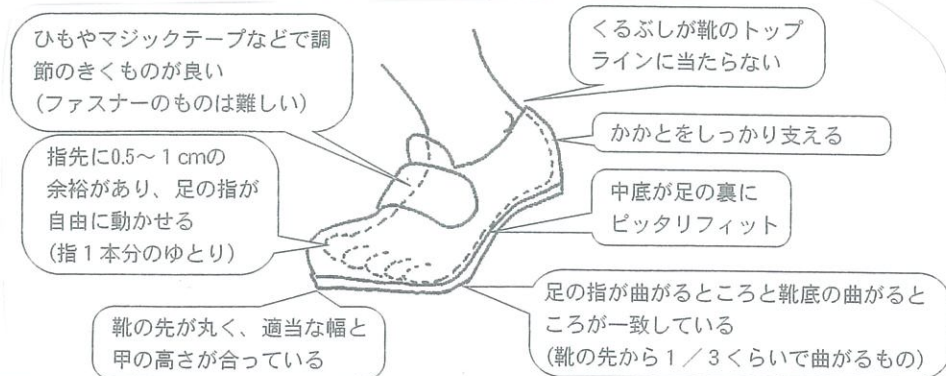 ひもやマジックテープなどで調
節のきくものが良い
(ファスナーのものは難しい)
くるぶしが靴のトップ
ラインに当たらない
かかとをしっかり支える
指先に0.5～1cmの
余裕があり、足の指が
自由に動かせる
(指1本分のゆとり)
中底が足の裏に
ピッタリフィット
靴の先が丸く、適当な幅と
甲の高さが合っている
足の指が曲がるところと靴底の曲がると
ころが一致している
(靴の先から1／3くらいで曲がるもの)